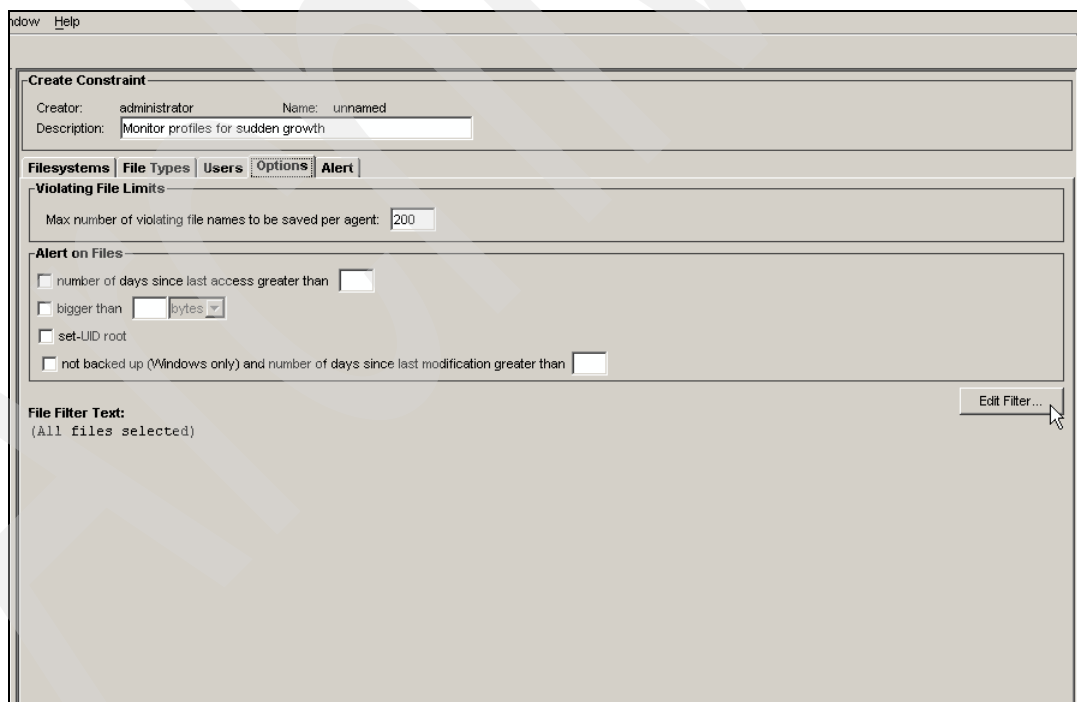 ndow Help
Create Constraint
Creator: administrator Name: unnamed
Description: Monitor profiles for sudden growth
Filesystems File Types Users Options Alert
Violating File Limits
Max number of violating file names to be saved per agent: 200
Alert on Files
number of days since last access greater than
bigger than bytes
set-UID root
not backed up (Windows only) and number of days since last modification greater than
Edit Filter...
File Filter Text:
(All files selected)